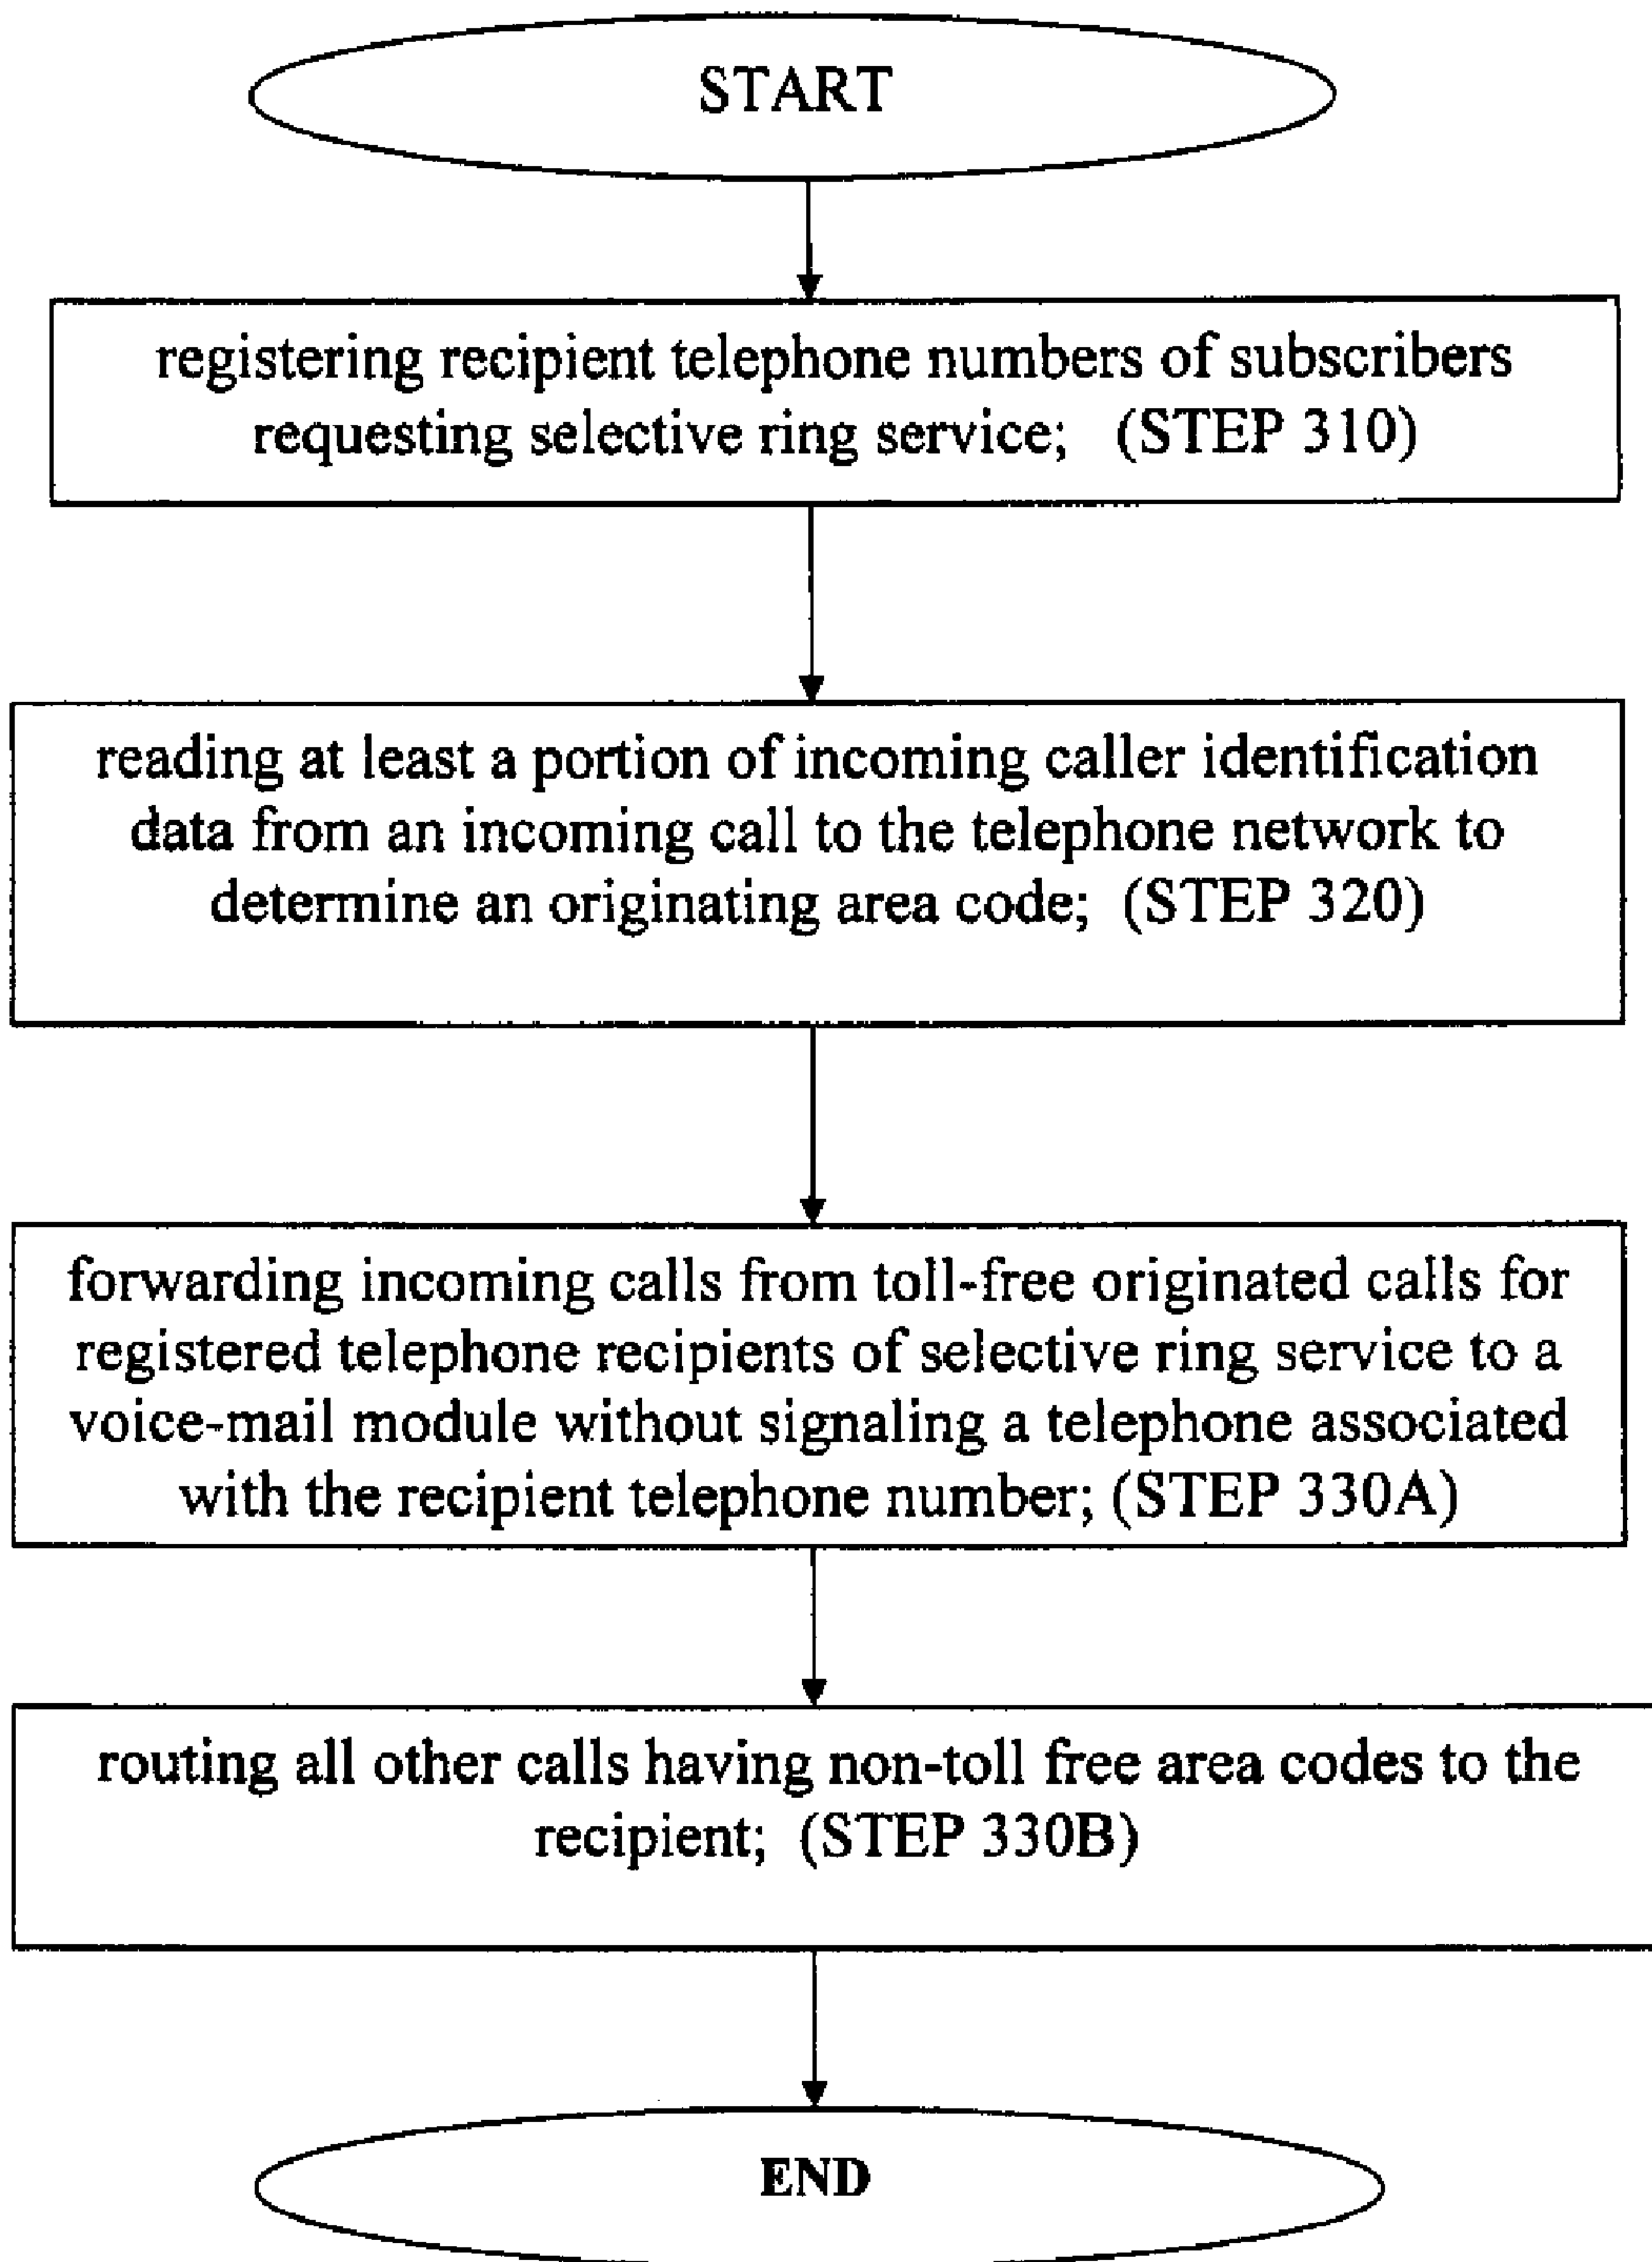 START
registering recipient telephone numbers of subscribers
requesting selective ring service; (STEP 310)
reading at least a portion of incoming caller identification
data from an incoming call to the telephone network to
determine an originating area code; (STEP 320)
forwarding incoming calls from toll-free originated calls for
registered telephone recipients of selective ring service to a
voice-mail module without signaling a telephone associated
with the recipient telephone number; (STEP 330A)
routing all other calls having non-toll free area codes to the
recipient; (STEP 330B)
END